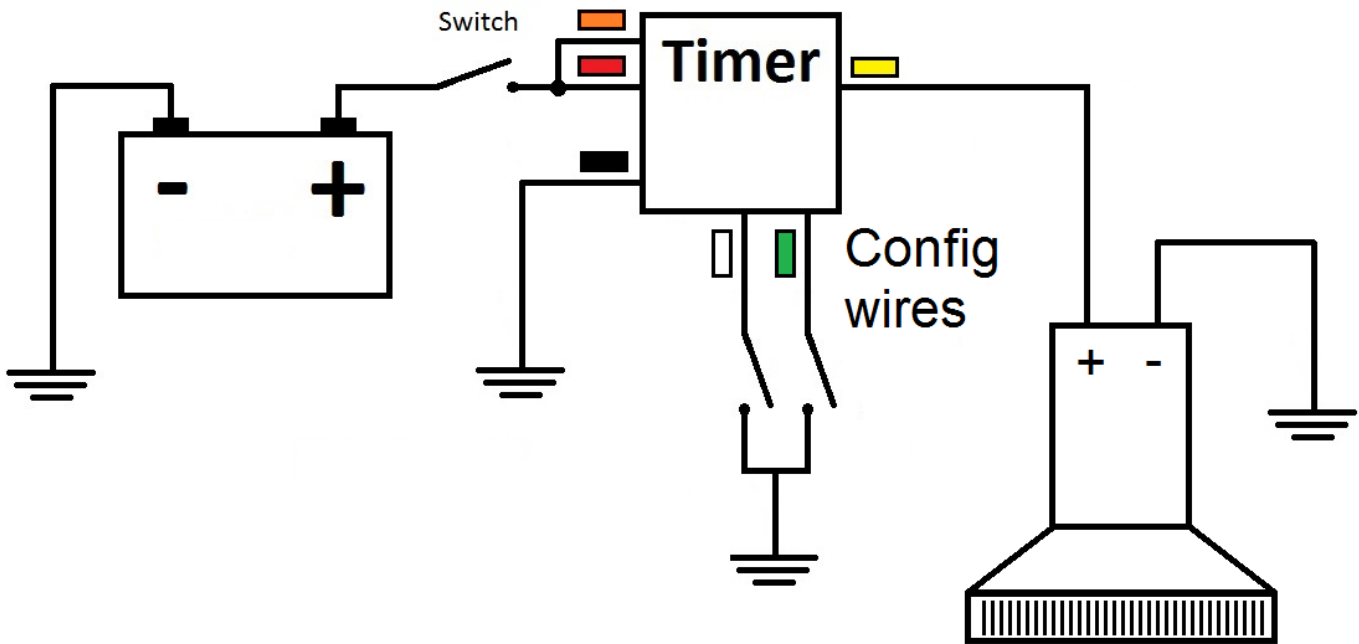 Switch
Timer
- +
Config
wires
+ -